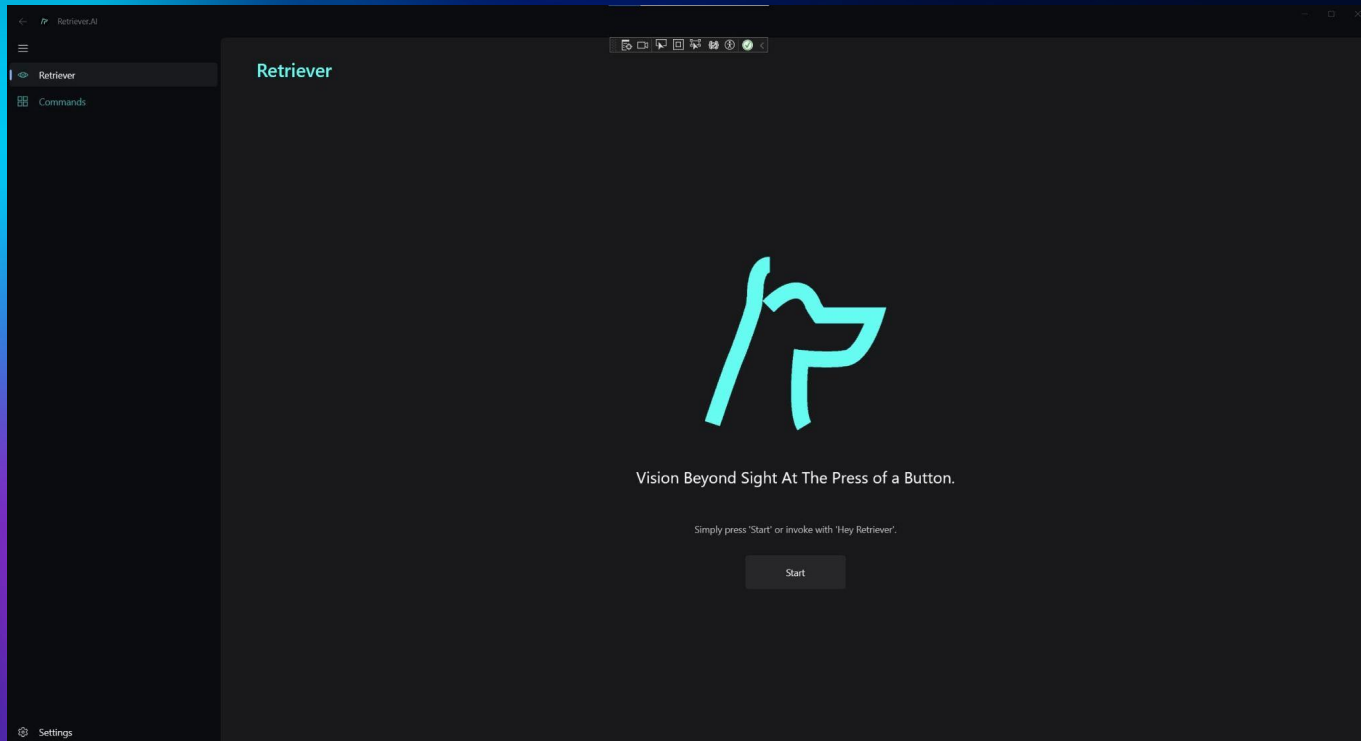 Retriever.AI
Retriever
Commands
Retriever
Vision Beyond Sight At The Press of a Button.
Simply press 'Start' or invoke with 'Hey Retriever'.
Start
Settings